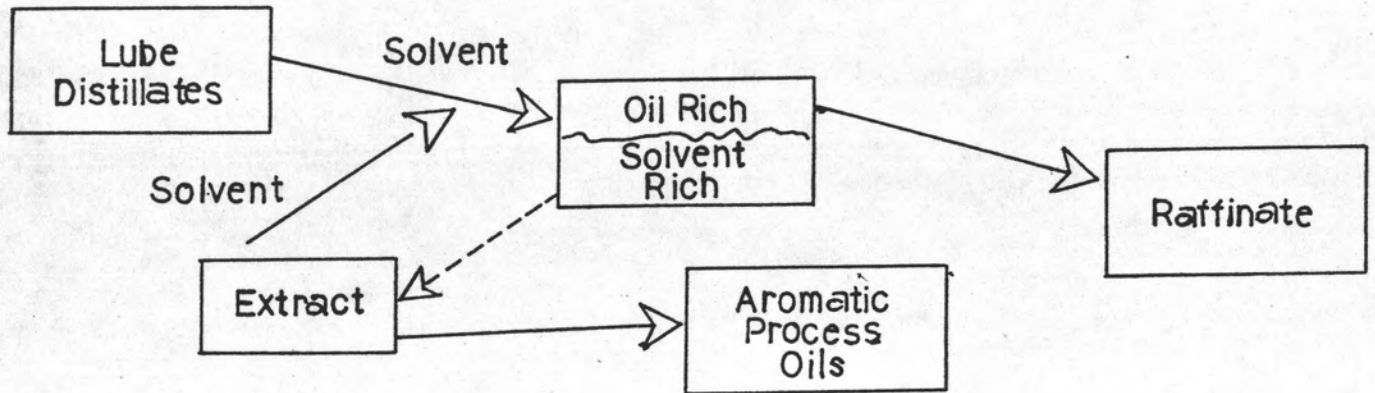 Lube
Distillates
Solvent
Oil Rich
Solvent
Rich
Solvent
Raffinate
Extract
Aromatic
Process
Oils